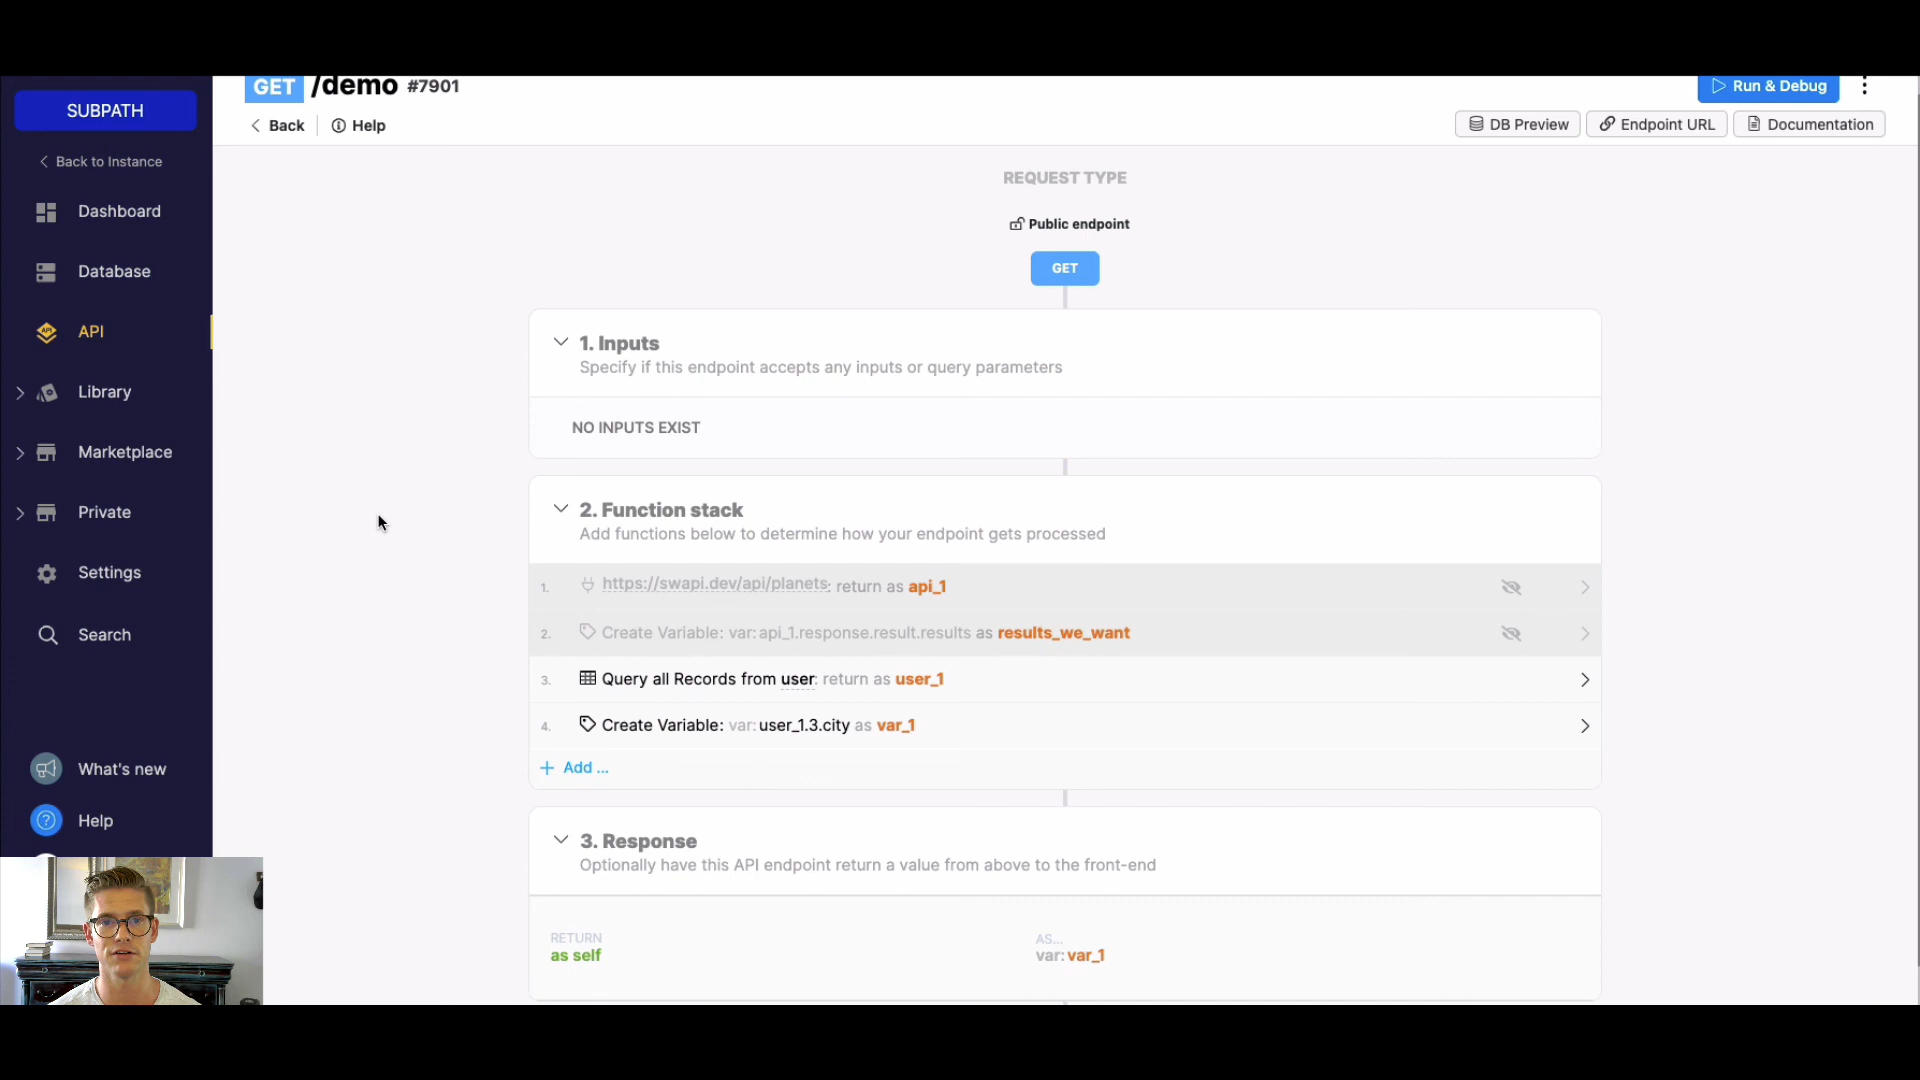 GET /demo #7901
Run & Debug
SUBPATH
Back
Help
DB Preview
Endpoint URL
Documentation
Back to Instance
Dashboard
Database
API
Library
Marketplace
Private
Settings
Search
What's new
Help
REQUEST TYPE
Public endpoint
GET
1. Inputs
Specify if this endpoint accepts any inputs or query parameters
NO INPUTS EXIST
2. Function stack
Add functions below to determine how your endpoint gets processed
1. https://swapi.dev/api/planets: return as api_1
2. Create Variable: var:api_1.response.result.results as results_we_want
3. Query all Records from user: return as user_1
4. Create Variable: var:user_1.3.city as var_1
+ Add ...
3. Response
Optionally have this API endpoint return a value from above to the front-end
RETURN
as self
AS...
var:var_1